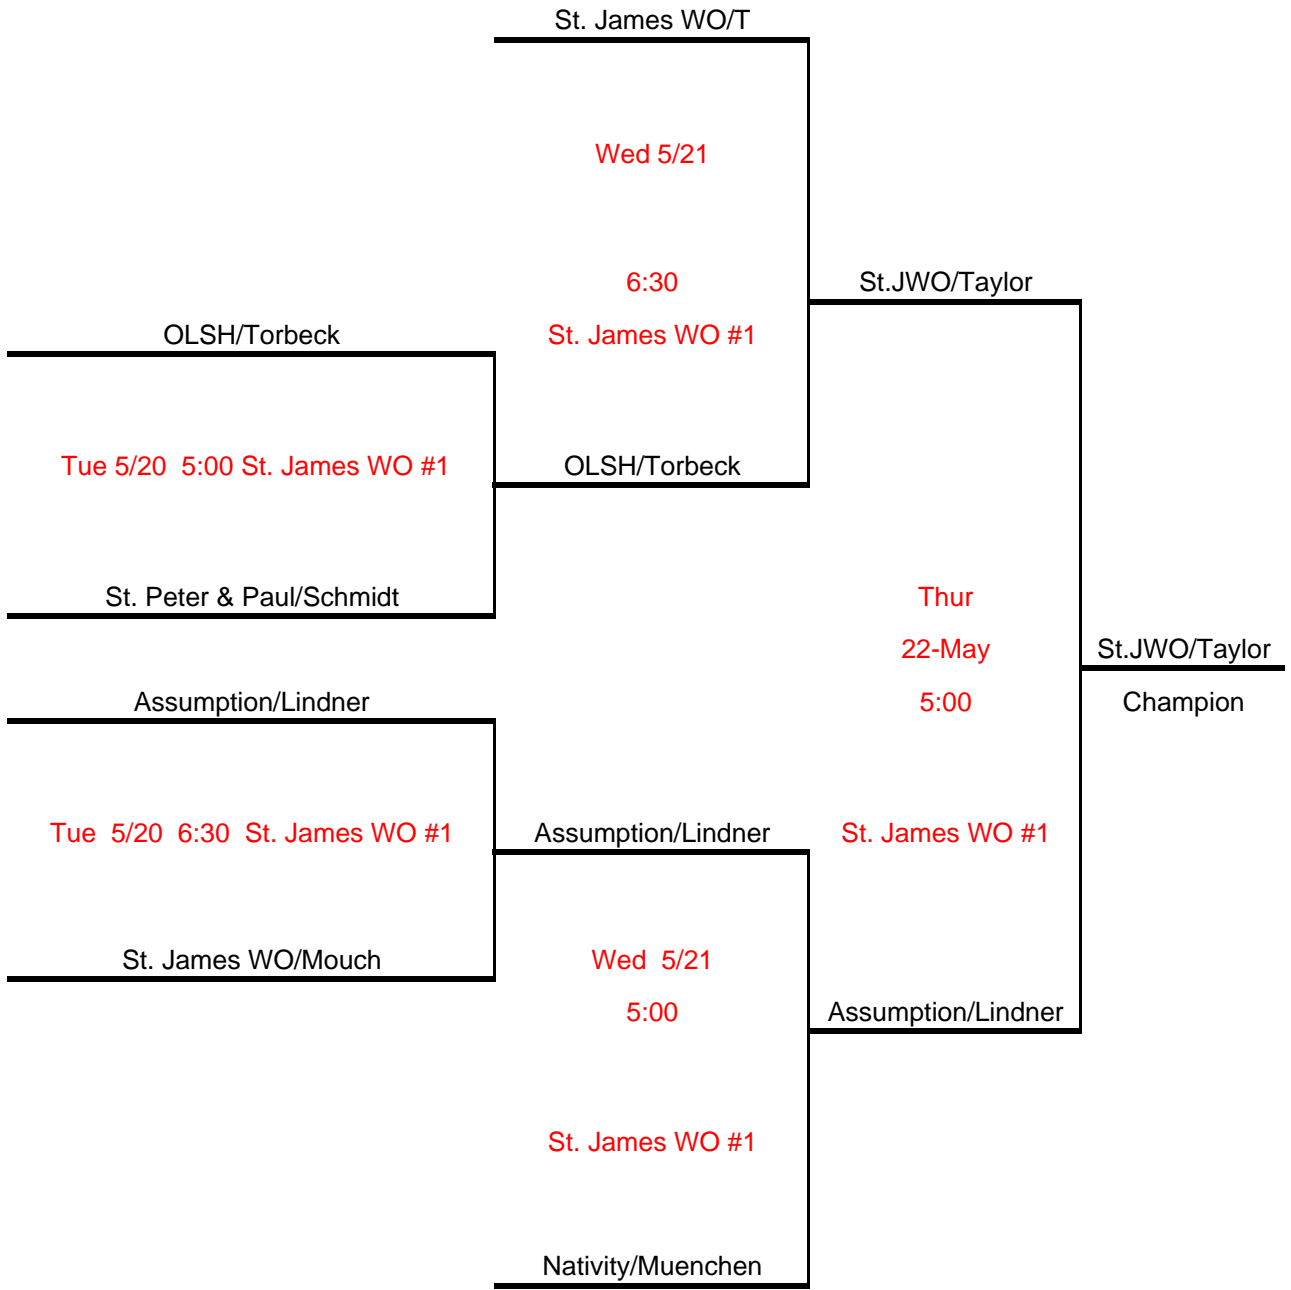 St. James WO/T
Wed 5/21
6:30
St.JWO/Taylor
OLSH/Torbeck
St. James WO #1
Tue 5/20  5:00 St. James WO #1
OLSH/Torbeck
St. Peter & Paul/Schmidt
Thur
22-May
St.JWO/Taylor
Assumption/Lindner
5:00
Champion
Tue  5/20  6:30  St. James WO #1
Assumption/Lindner
St. James WO #1
St. James WO/Mouch
Wed  5/21
5:00
Assumption/Lindner
St. James WO #1
Nativity/Muenchen